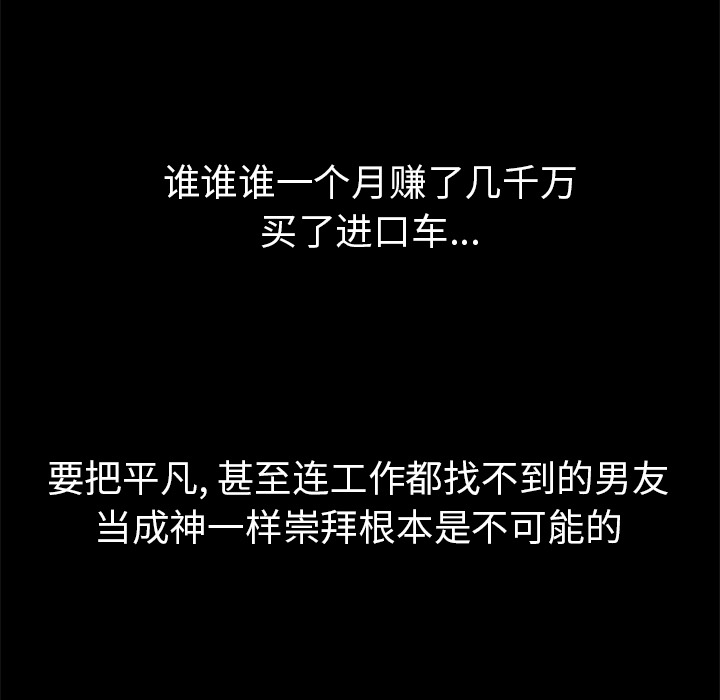 谁谁谁一个月赚了几千万
买了进口车...
要把平凡,甚至连工作都找不到的男友
当成神一样崇拜根本是不可能的